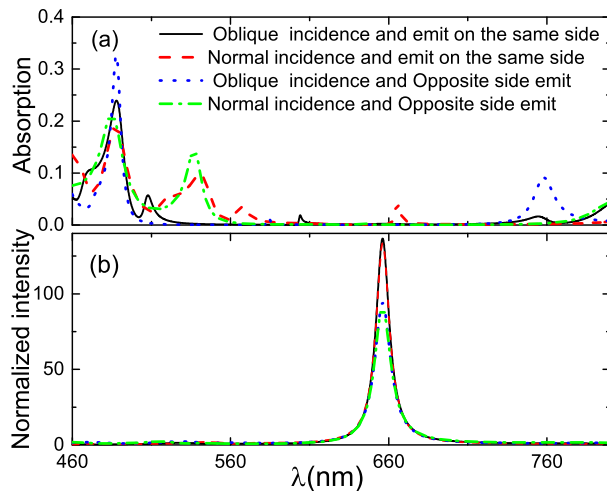 0.4
(a)
Oblique incidence and emit on the same side
Normal incidence and emit on the same side
Oblique incidence and Opposite side emit
Normal incidence and Opposite side emit
0.3
0.2
0.1
0.0
Absorption
(b)
100
50
0
Normalized intensity
460
560
660
760
λ(nm)